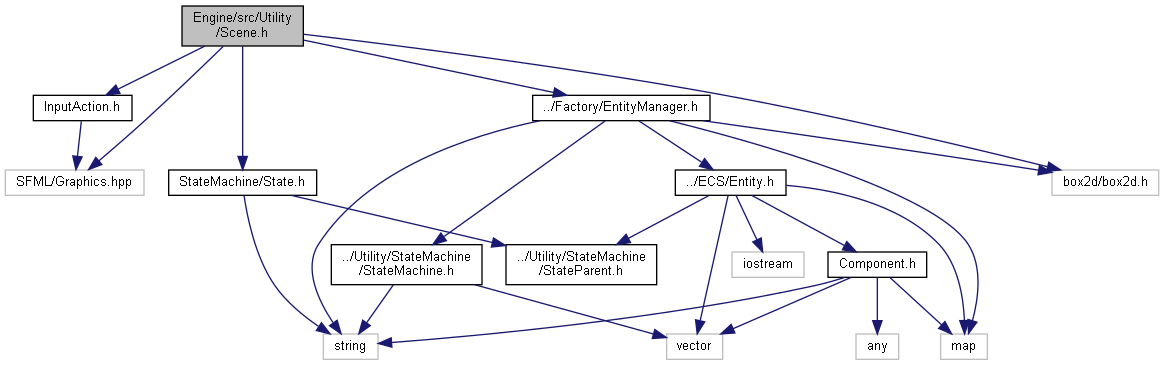 Engine/src/Utility
/Scene.h
InputAction.h
../Factory/EntityManager.h
SFML/Graphics.hpp
StateMachine/State.h
../ECS/Entity.h
box2d/box2d.h
../Utility/StateMachine
/StateMachine.h
../Utility/StateMachine
/StateParent.h
iostream
Component.h
string
vector
any
map